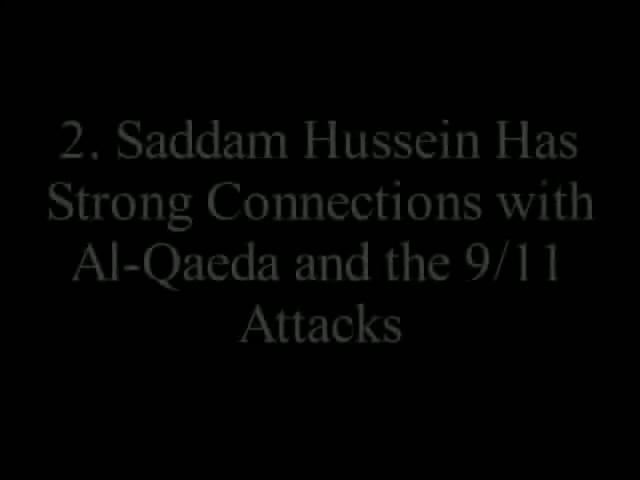 2. Saddam Hussein Has
Strong Connections with
Al-Qaeda and the 9/11
Attacks